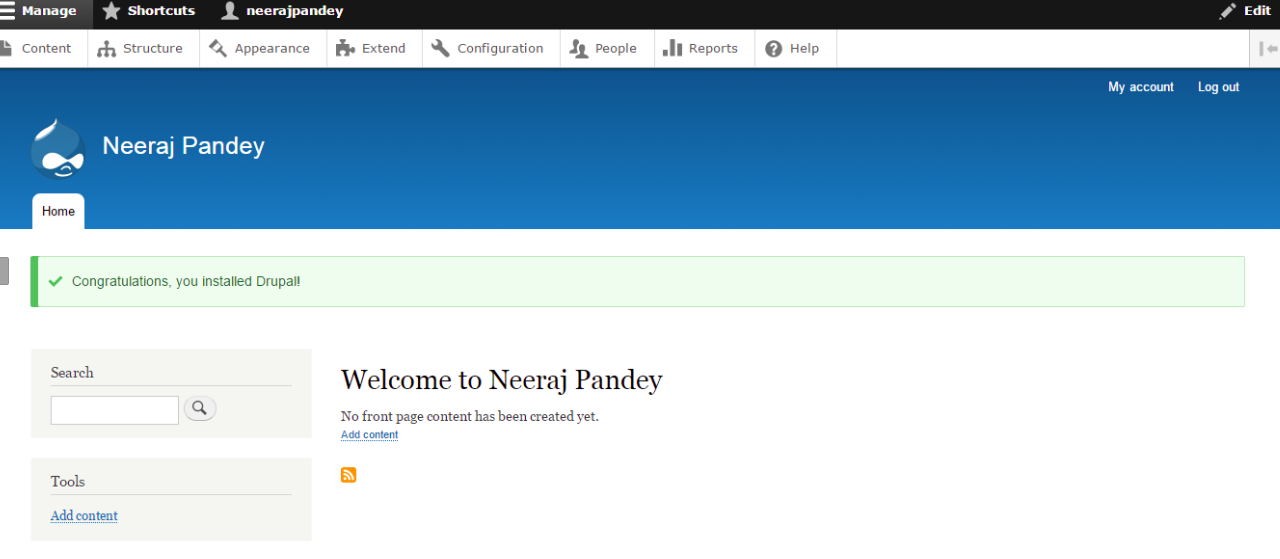 Manage Shortcuts neerajpandey Edit
Content Structure Appearance Extend Configuration People Reports Help
My account Log out
Neeraj Pandey
Home
Congratulations, you installed Drupal!
Search
Welcome to Neeraj Pandey
No front page content has been created yet.
Add content
Tools
Add content